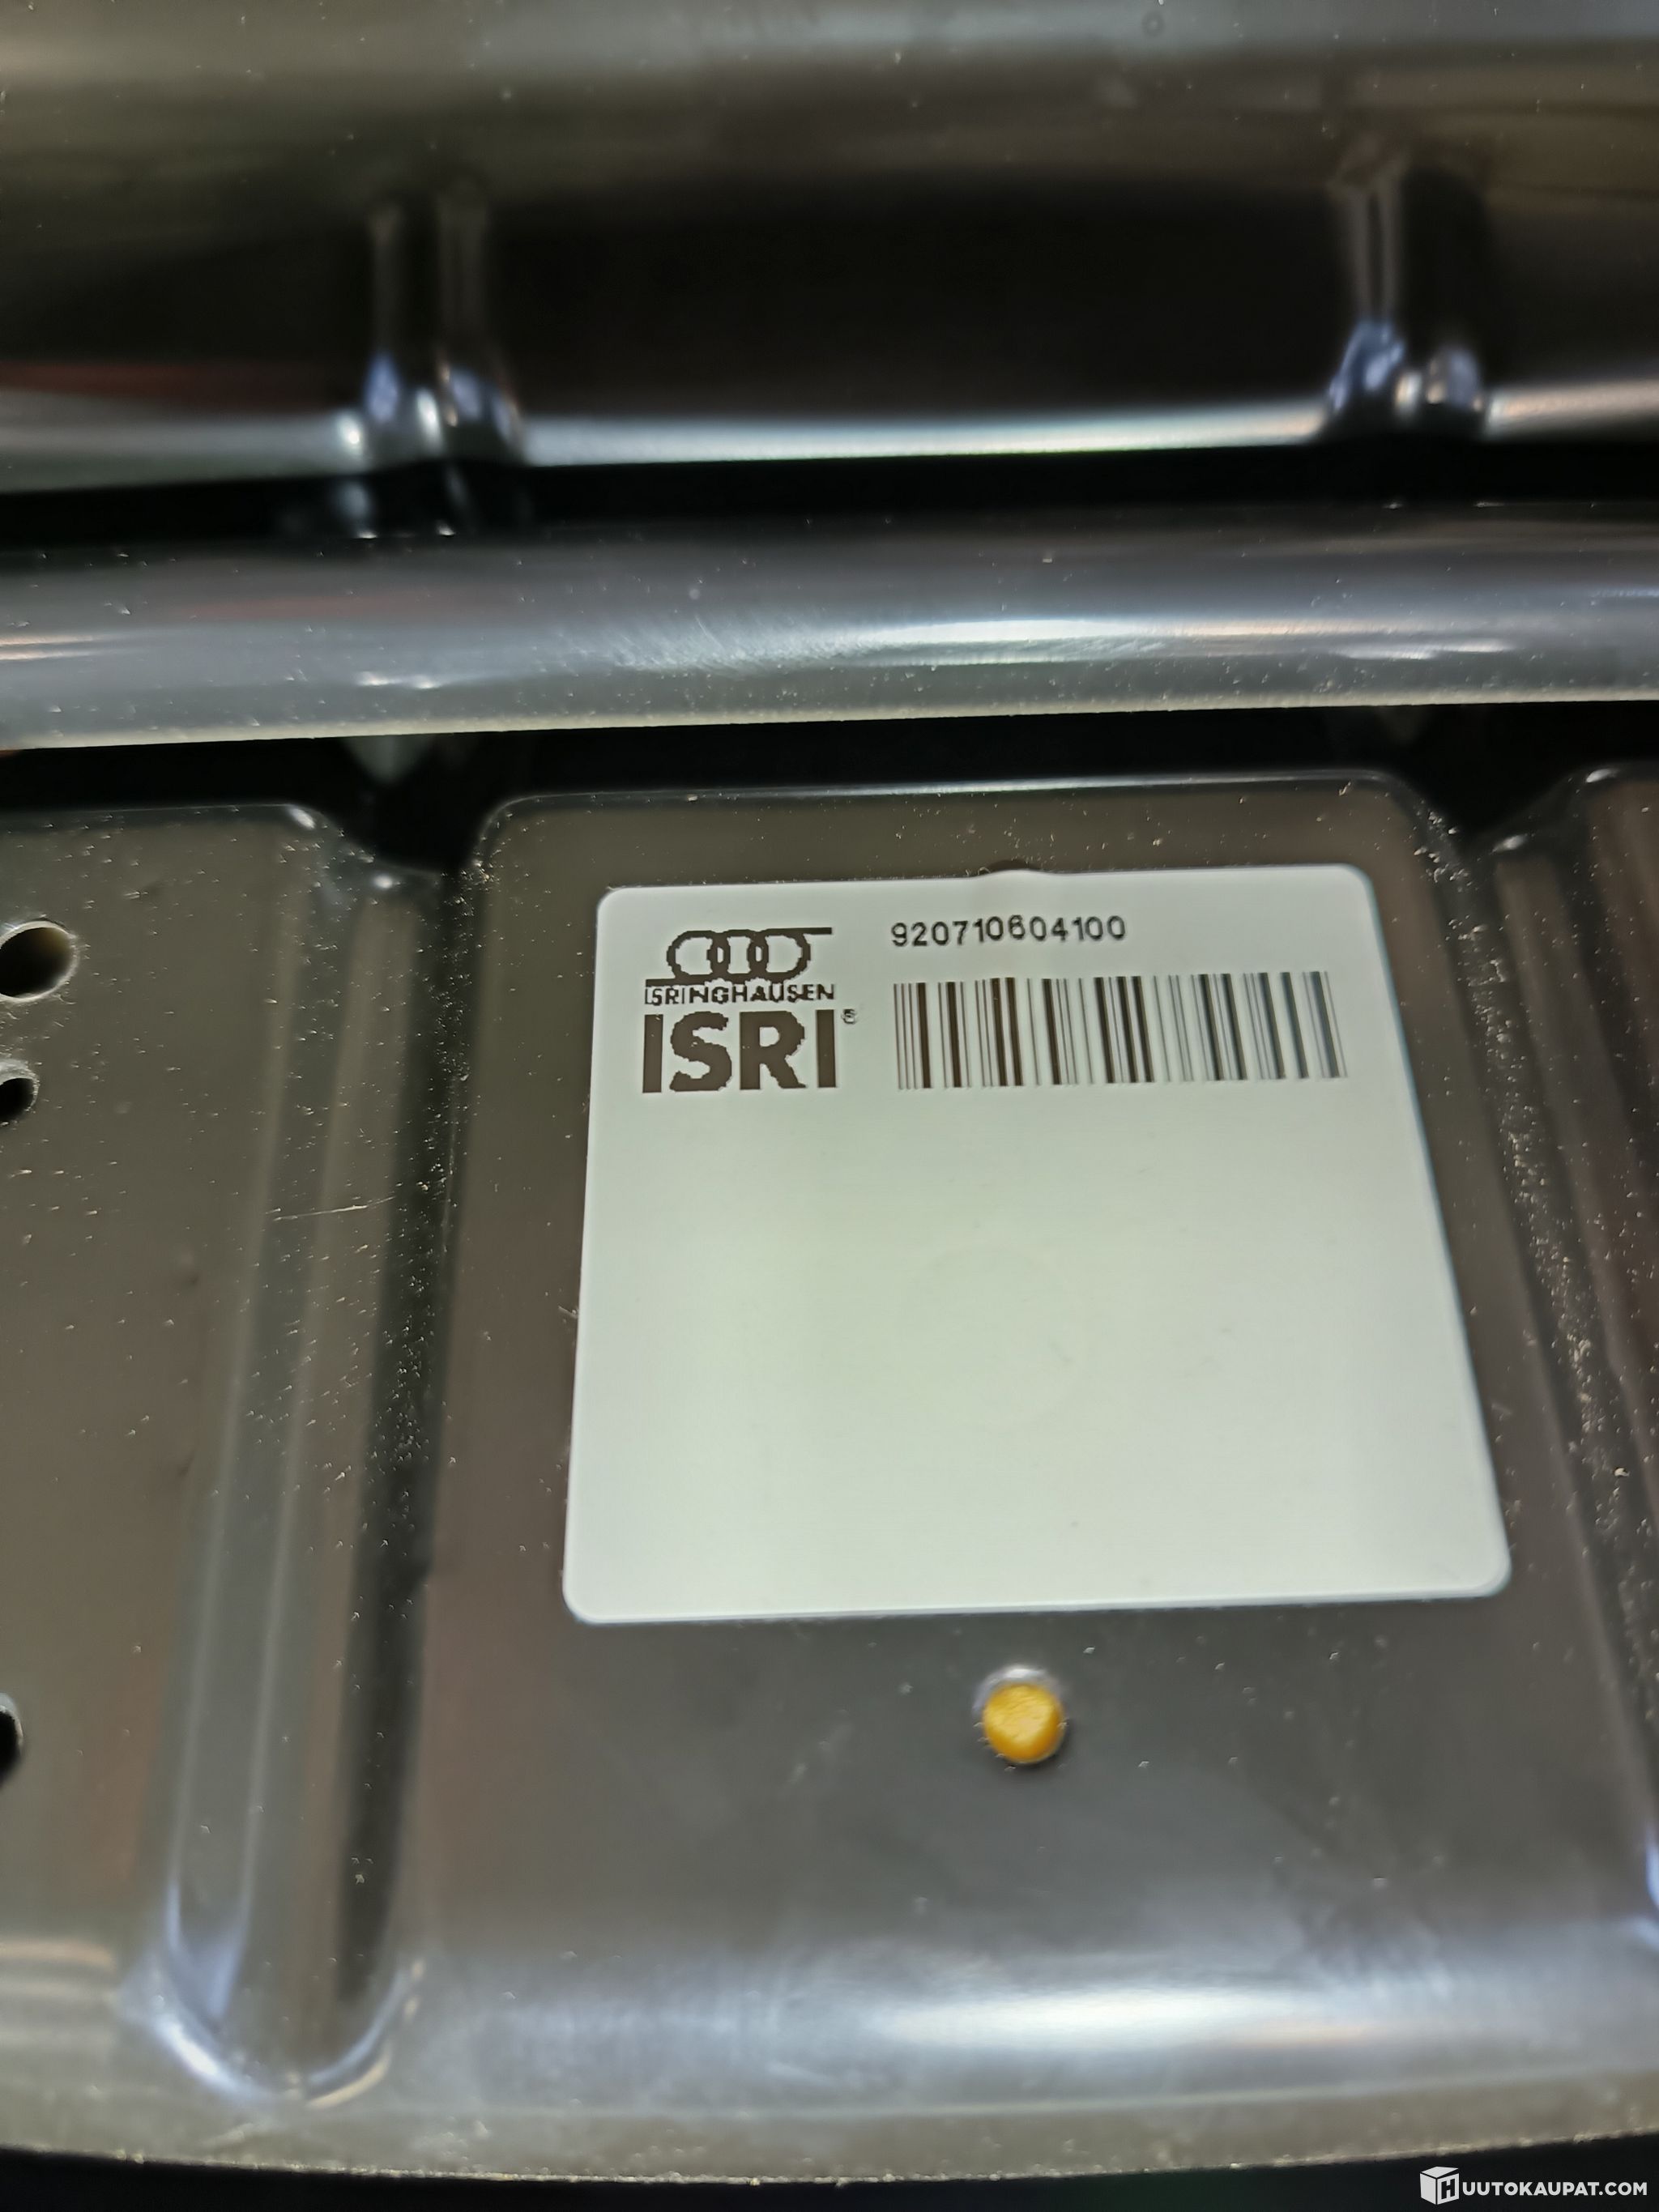 920710604100
ISRINGHAUSEN
ISRI®
HUUTOKAUPAT.COM